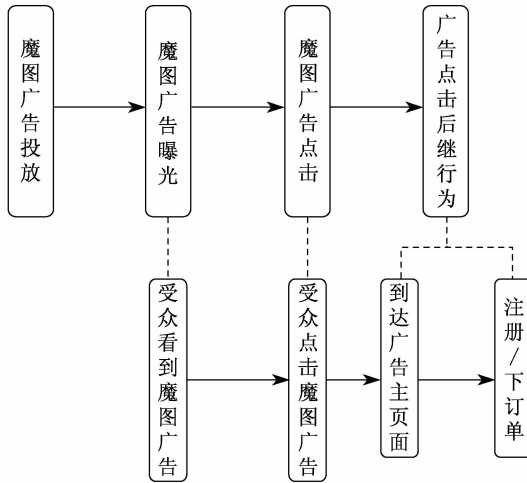 魔图广告投放
魔图广告曝光
魔图广告点击
广告点击后继行为
受众看到魔图广告
受众点击魔图广告
到达广告主页面
注册/下订单